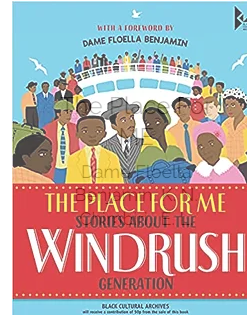 WITH A FOREWORD BY
DAME FLOELLA BENJAMIN
THE PLACE FOR ME
STORIES ABOUT THE
WINDRUSH
GENERATION
BLACK CULTURAL ARCHIVES
will receive a contribution of 50p from the sale of this book